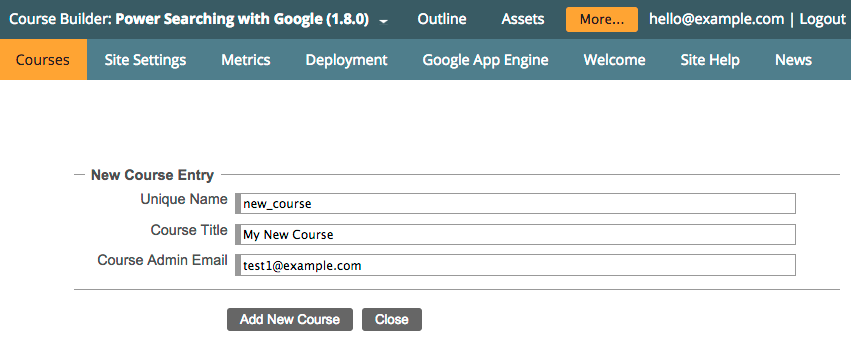 Course Builder: Power Searching with Google (1.8.0) Outline Assets More... hello@example.com | Logout
Courses Site Settings Metrics Deployment Google App Engine Welcome Site Help News
New Course Entry
Unique Name new_course
Course Title My New Course
Course Admin Email test1@example.com
Add New Course Close